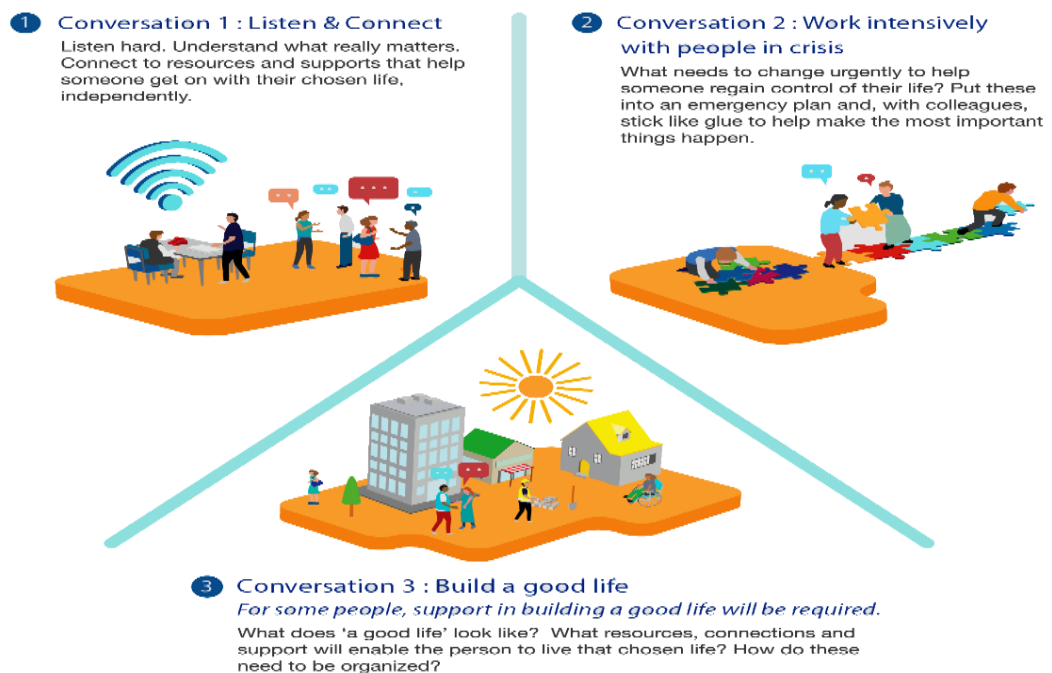 1 Conversation 1 : Listen & Connect
Listen hard. Understand what really matters.
Connect to resources and supports that help
someone get on with their chosen life,
independently.
2 Conversation 2 : Work intensively
with people in crisis
What needs to change urgently to help
someone regain control of their life? Put these
into an emergency plan and, with colleagues,
stick like glue to help make the most important
things happen.
3 Conversation 3 : Build a good life
For some people, support in building a good life will be required.
What does ‘a good life’ look like? What resources, connections and
support will enable the person to live that chosen life? How do these
need to be organized?